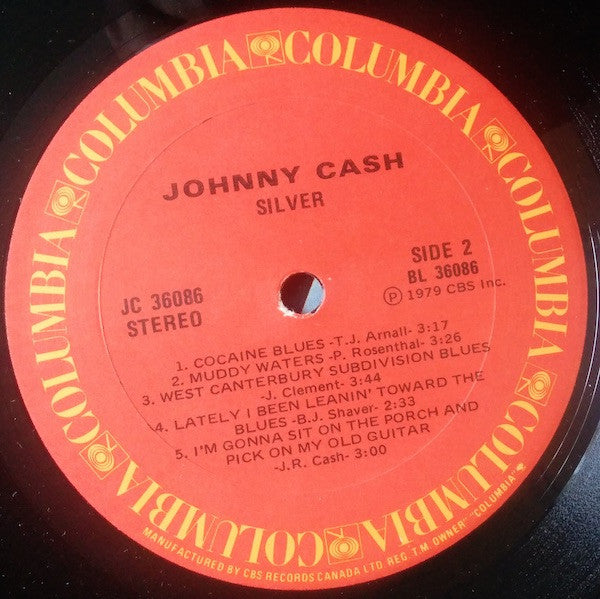 COLUMBIA COLUMBIA COLUMBIA COLUMBIA COLUMBIA COLUMBIA
JOHNNY CASH
SILVER
SIDE 2
JC 36086
BL 36086
STEREO
Ⓟ 1979 CBS Inc.
1. COCAINE BLUES -T.J. Arnall- 3:17
2. MUDDY WATERS -P. Rosenthal- 3:26
3. WEST CANTERBURY SUBDIVISION BLUES
-J. Clement- 3:44
4. LATELY I BEEN LEANIN' TOWARD THE
BLUES -B.J. Shaver- 2:33
5. I'M GONNA SIT ON THE PORCH AND
PICK ON MY OLD GUITAR
-J.R. Cash- 3:00
MANUFACTURED BY CBS RECORDS CANADA LTD REG. T.M. OWNER "COLUMBIA"